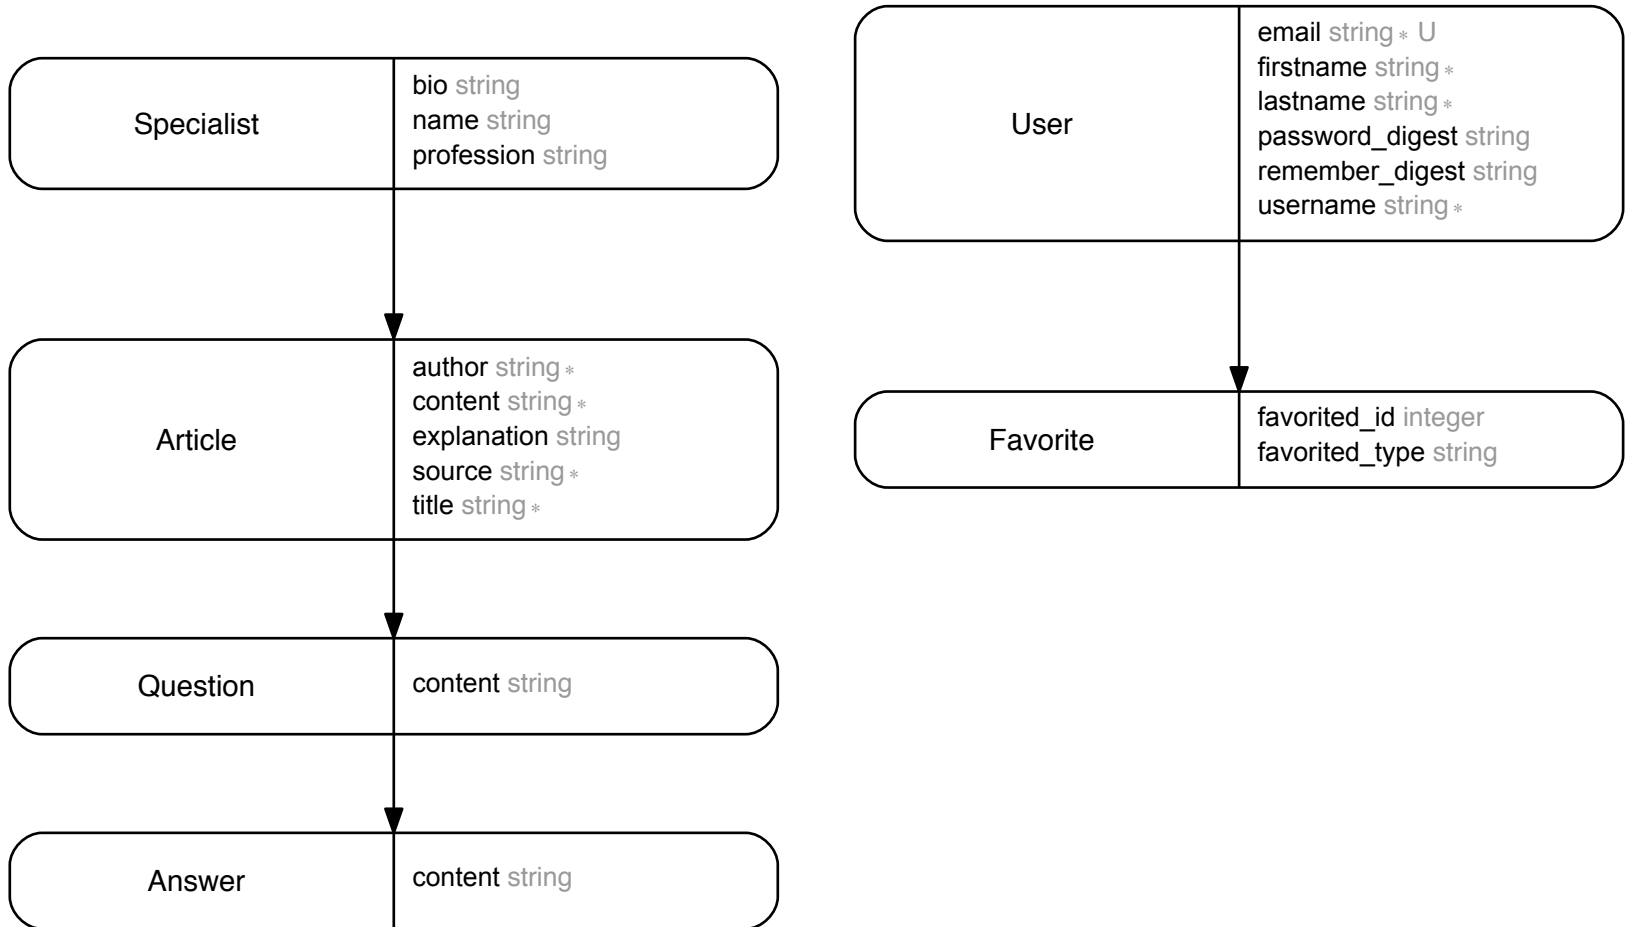 Specialist
bio string
name string
profession string
User
email string* U
firstname string*
lastname string*
password_digest string
remember_digest string
username string*
Article
author string*
content string*
explanation string
source string*
title string*
Favorite
favorited_id integer
favorited_type string
Question
content string
Answer
content string